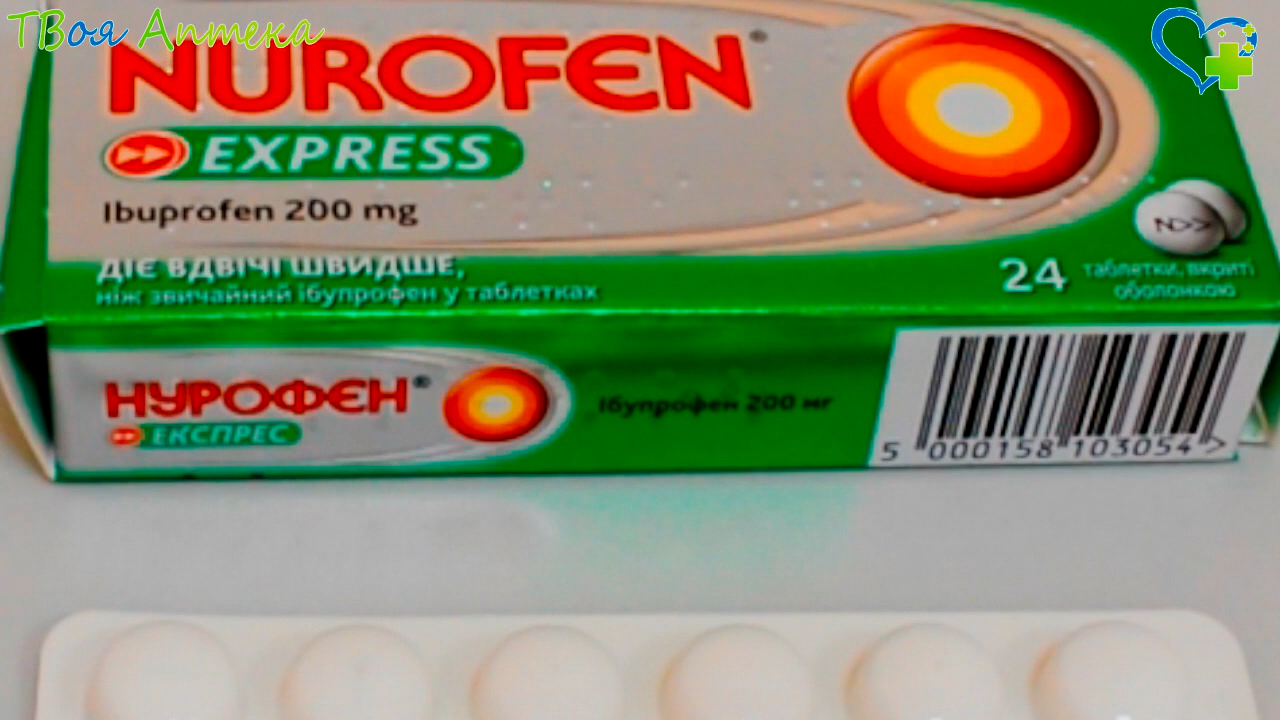 ТВоя Аптека
NUROFEN®
EXPRESS
Ibuprofen 200 mg
ДІЄ ВДВІЧІ ШВИДШЕ,
ніж звичайний ібупрофен у таблетках
24 таблетки, вкриті
оболонкою
N>>
НУРОФЄН®
ЕКСПРЕС
Ібупрофен 200 мг
5 000158 103054 >